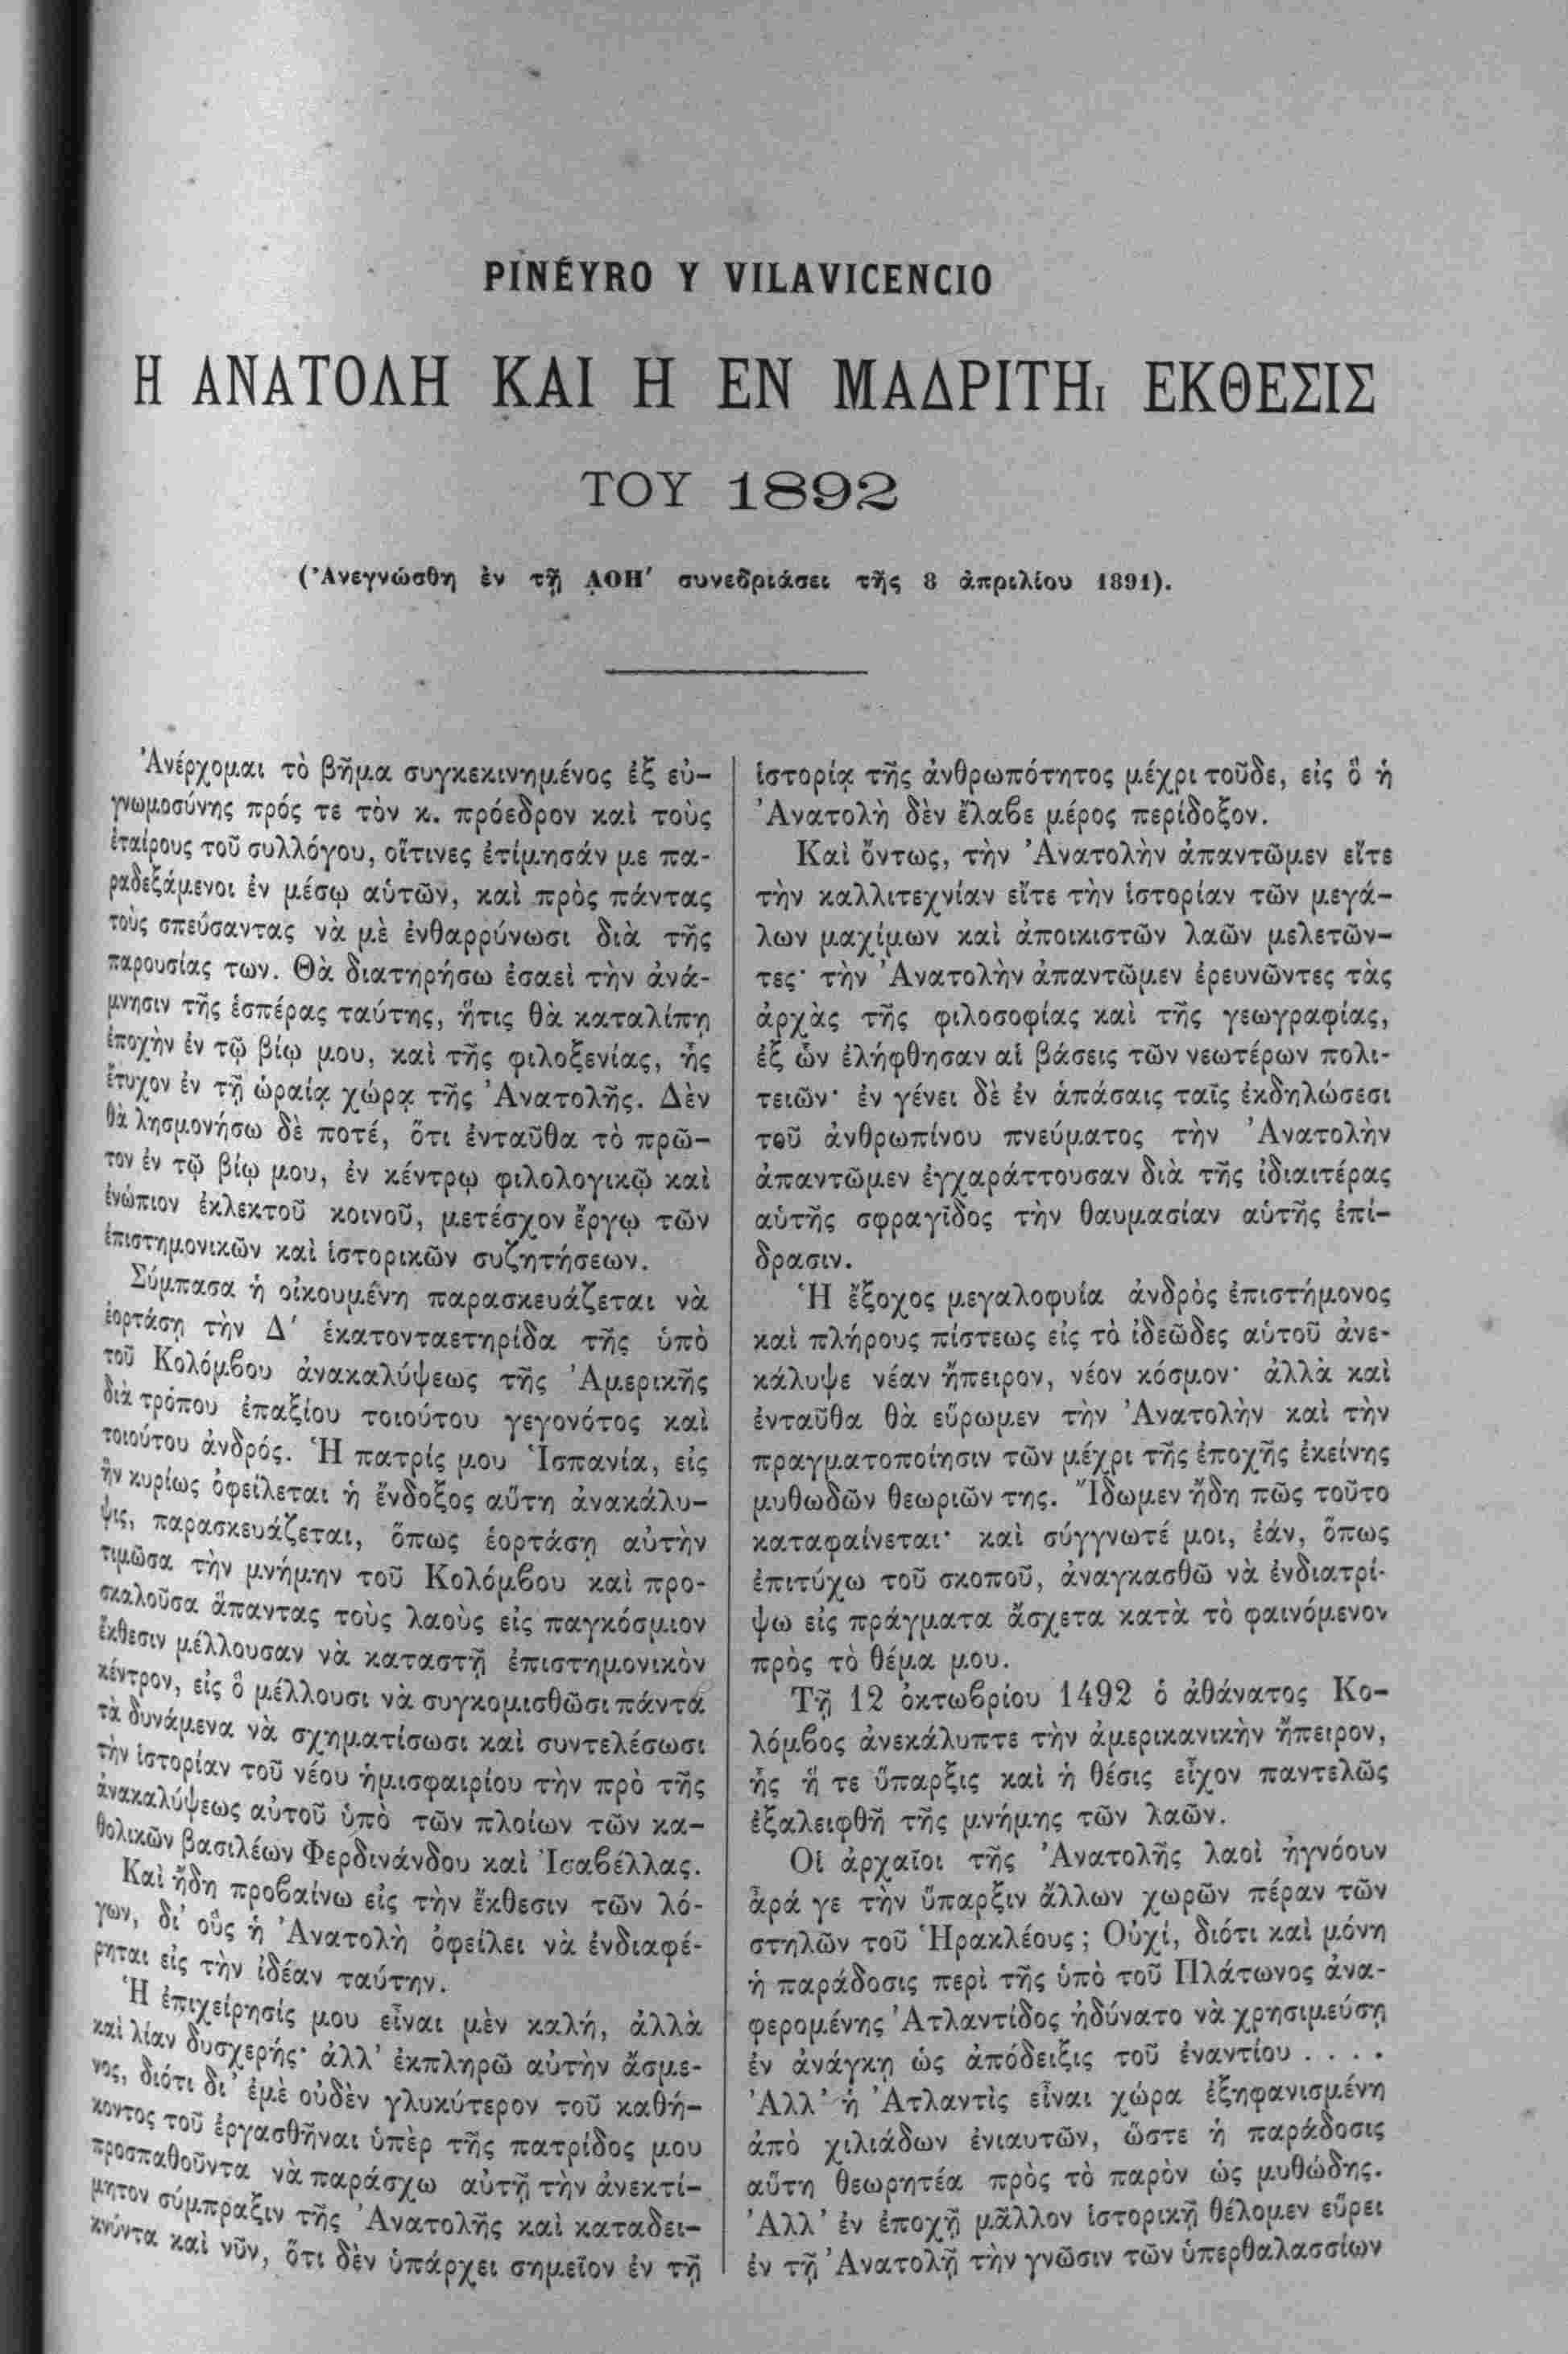 PINÉYRO Y VILAVICENCIO
Η ΑΝΑΤΟΛΗ ΚΑΙ Η ΕΝ ΜΑΔΡΙΤΗι ΕΚΘΕΣΙΣ
ΤΟΥ 1892
(Ἀνεγνώσθη ἐν τῇ ͵ΑΟΗʹ συνεδριάσει τῆς 8 ἀπριλίου 1891).
Ἀνέρχομαι τὸ βῆμα συγκεκινημένος ἐξ εὐ-
γνωμοσύνης πρός τε τὸν κ. πρόεδρον καὶ τοὺς
ἑταίρους τοῦ συλλόγου, οἵτινες ἐτίμησάν με πα-
ραδεξάμενοι ἐν μέσῳ αὑτῶν, καὶ πρὸς πάντας
τοὺς σπεύσαντας νὰ μὲ ἐνθαρρύνωσι διὰ τῆς
παρουσίας των. Θὰ διατηρήσω ἐσαεὶ τὴν ἀνά-
μνησιν τῆς ἑσπέρας ταύτης, ἥτις θὰ καταλίπῃ
ἐποχὴν ἐν τῷ βίῳ μου, καὶ τῆς φιλοξενίας, ἧς
ἔτυχον ἐν τῇ ὡραίᾳ χώρᾳ τῆς Ἀνατολῆς. Δὲν
θὰ λησμονήσω δὲ ποτέ, ὅτι ἐνταῦθα τὸ πρῶ-
τον ἐν τῷ βίῳ μου, ἐν κέντρῳ φιλολογικῷ καὶ
ἐνώπιον ἐκλεκτοῦ κοινοῦ, μετέσχον ἔργῳ τῶν
ἐπιστημονικῶν καὶ ἱστορικῶν συζητήσεων.
Σύμπασα ἡ οἰκουμένη παρασκευάζεται νὰ
ἑορτάσῃ τὴν Δʹ ἑκατονταετηρίδα τῆς ὑπὸ
τοῦ Κολόμβου ἀνακαλύψεως τῆς Ἀμερικῆς
διὰ τρόπου ἐπαξίου τοιούτου γεγονότος καὶ
τοιούτου ἀνδρός. Ἡ πατρίς μου Ἱσπανία, εἰς
ἣν κυρίως ὀφείλεται ἡ ἔνδοξος αὕτη ἀνακάλυ-
ψις, παρασκευάζεται, ὅπως ἑορτάσῃ αὐτὴν
τιμῶσα τὴν μνήμην τοῦ Κολόμβου καὶ προ-
σκαλοῦσα ἅπαντας τοὺς λαοὺς εἰς παγκόσμιον
ἔκθεσιν μέλλουσαν νὰ καταστῇ ἐπιστημονικὸν
κέντρον, εἰς ὃ μέλλουσι νὰ συγκομισθῶσι πάντα
τὰ δυνάμενα νὰ σχηματίσωσι καὶ συντελέσωσι
τὴν ἱστορίαν τοῦ νέου ἡμισφαιρίου τὴν πρὸ τῆς
ἀνακαλύψεως αὐτοῦ ὑπὸ τῶν πλοίων τῶν κα-
θολικῶν βασιλέων Φερδινάνδου καὶ Ἰσαβέλλας.
Καὶ ἤδη προβαίνω εἰς τὴν ἔκθεσιν τῶν λό-
γων, δι' οὓς ἡ Ἀνατολὴ ὀφείλει νὰ ἐνδιαφέ-
ρηται εἰς τὴν ἰδέαν ταύτην.
Ἡ ἐπιχείρησίς μου εἶναι μὲν καλή, ἀλλὰ
καὶ λίαν δυσχερής· ἀλλ' ἐκπληρῶ αὐτὴν ἄσμε-
νος, διότι δι' ἐμὲ οὐδὲν γλυκύτερον τοῦ καθή-
κοντος τοῦ ἐργασθῆναι ὑπὲρ τῆς πατρίδος μου
προσπαθοῦντα νὰ παράσχω αὐτῇ τὴν ἀνεκτί-
μητον σύμπραξιν τῆς Ἀνατολῆς καὶ καταδει-
κνύντα καὶ νῦν, ὅτι δὲν ὑπάρχει σημεῖον ἐν τῇ
ἱστορίᾳ τῆς ἀνθρωπότητος μέχρι τοῦδε, εἰς ὃ ἡ
Ἀνατολὴ δὲν ἔλαβε μέρος περίδοξον.
Καὶ ὄντως, τὴν Ἀνατολὴν ἀπαντῶμεν εἴτε
τὴν καλλιτεχνίαν εἴτε τὴν ἱστορίαν τῶν μεγά-
λων μαχίμων καὶ ἀποικιστῶν λαῶν μελετῶν-
τες· τὴν Ἀνατολὴν ἀπαντῶμεν ἐρευνῶντες τὰς
ἀρχὰς τῆς φιλοσοφίας καὶ τῆς γεωγραφίας,
ἐξ ὧν ἐλήφθησαν αἱ βάσεις τῶν νεωτέρων πολι-
τειῶν· ἐν γένει δὲ ἐν ἁπάσαις ταῖς ἐκδηλώσεσι
τοῦ ἀνθρωπίνου πνεύματος τὴν Ἀνατολὴν
ἀπαντῶμεν ἐγχαράττουσαν διὰ τῆς ἰδιαιτέρας
αὑτῆς σφραγῖδος τὴν θαυμασίαν αὑτῆς ἐπί-
δρασιν.
Ἡ ἔξοχος μεγαλοφυία ἀνδρὸς ἐπιστήμονος
καὶ πλήρους πίστεως εἰς τὸ ἰδεῶδες αὑτοῦ ἀνε-
κάλυψε νέαν ἤπειρον, νέον κόσμον· ἀλλὰ καὶ
ἐνταῦθα θὰ εὕρωμεν τὴν Ἀνατολὴν καὶ τὴν
πραγματοποίησιν τῶν μέχρι τῆς ἐποχῆς ἐκείνης
μυθωδῶν θεωριῶν της. Ἴδωμεν ἤδη πῶς τοῦτο
καταφαίνεται· καὶ σύγγνωτέ μοι, ἐάν, ὅπως
ἐπιτύχω τοῦ σκοποῦ, ἀναγκασθῶ νὰ ἐνδιατρί-
ψω εἰς πράγματα ἄσχετα κατὰ τὸ φαινόμενον
πρὸς τὸ θέμα μου.
Τῇ 12 ὀκτωβρίου 1492 ὁ ἀθάνατος Κο-
λόμβος ἀνεκάλυπτε τὴν ἀμερικανικὴν ἤπειρον,
ἧς ἥ τε ὕπαρξις καὶ ἡ θέσις εἶχον παντελῶς
ἐξαλειφθῆ τῆς μνήμης τῶν λαῶν.
Οἱ ἀρχαῖοι τῆς Ἀνατολῆς λαοὶ ἠγνόουν
ἆρά γε τὴν ὕπαρξιν ἄλλων χωρῶν πέραν τῶν
στηλῶν τοῦ Ἡρακλέους; Οὐχί, διότι καὶ μόνη
ἡ παράδοσις περὶ τῆς ὑπὸ τοῦ Πλάτωνος ἀνα-
φερομένης Ἀτλαντίδος ἠδύνατο νὰ χρησιμεύσῃ
ἐν ἀνάγκῃ ὡς ἀπόδειξις τοῦ ἐναντίου . . . .
Ἀλλ' ἡ Ἀτλαντὶς εἶναι χώρα ἐξηφανισμένη
ἀπὸ χιλιάδων ἐνιαυτῶν, ὥστε ἡ παράδοσις
αὕτη θεωρητέα πρὸς τὸ παρὸν ὡς μυθώδης.
Ἀλλ' ἐν ἐποχῇ μᾶλλον ἱστορικῇ θέλομεν εὕρει
ἐν τῇ Ἀνατολῇ τὴν γνῶσιν τῶν ὑπερθαλασσίων